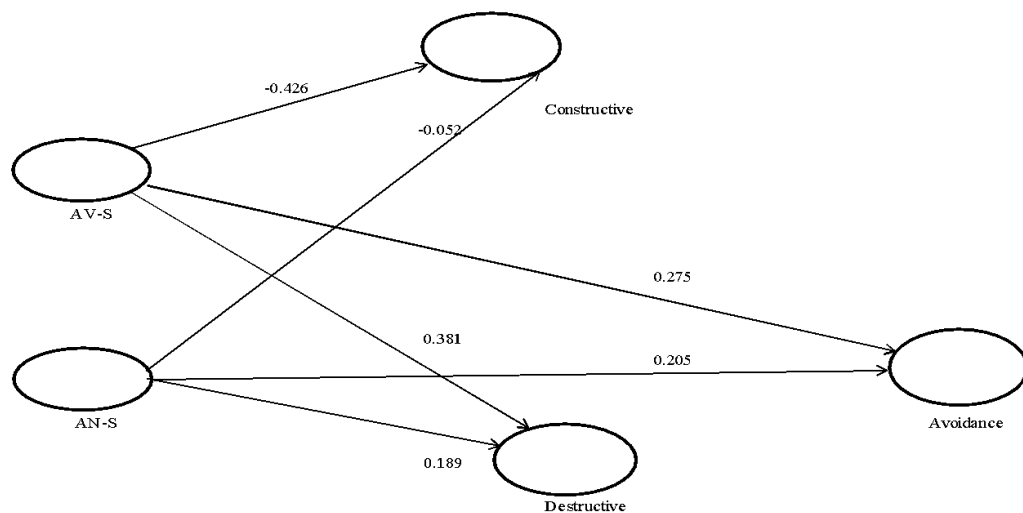 -0.426
Constructive
-0.052
AV-S
0.275
0.381
0.205
AN-S
Avoidance
0.189
Destructive